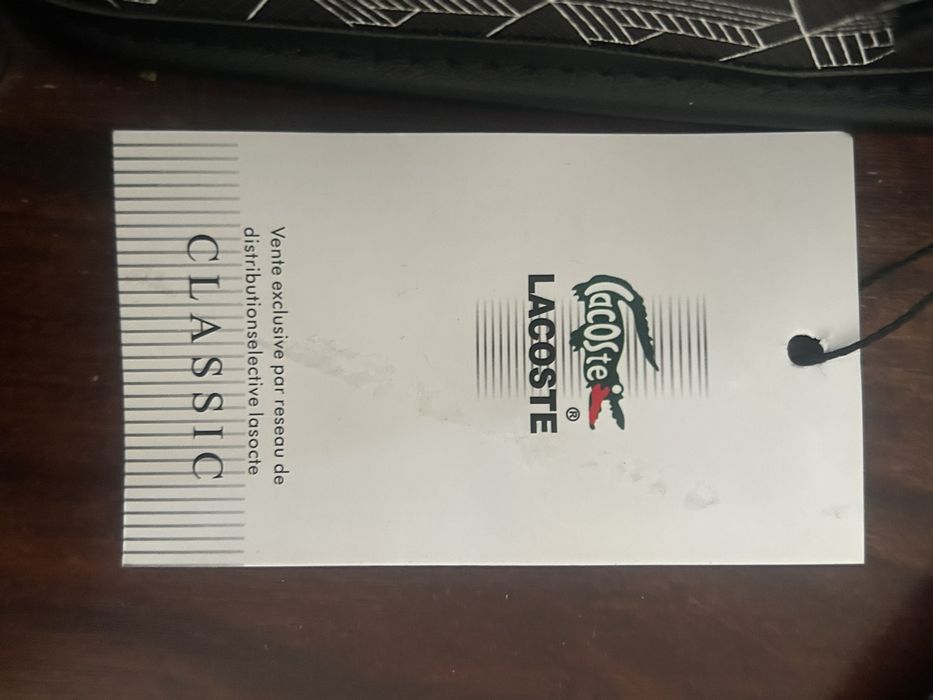 Lacoste
LACOSTE®
Vente exclusive par reseau de
distributionselective lasocte
CLASSIC